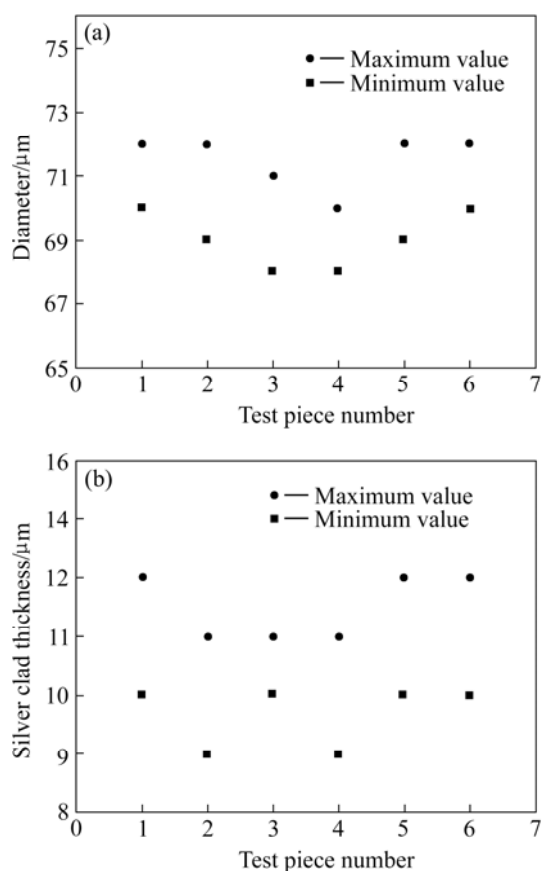 (a)
Maximum value
Minimum value
75
73
71
69
67
65
Diameter/μm
0 1 2 3 4 5 6 7
Test piece number
(b)
Maximum value
Minimum value
16
14
12
11
10
9
8
Silver clad thickness/μm
0 1 2 3 4 5 6 7
Test piece number